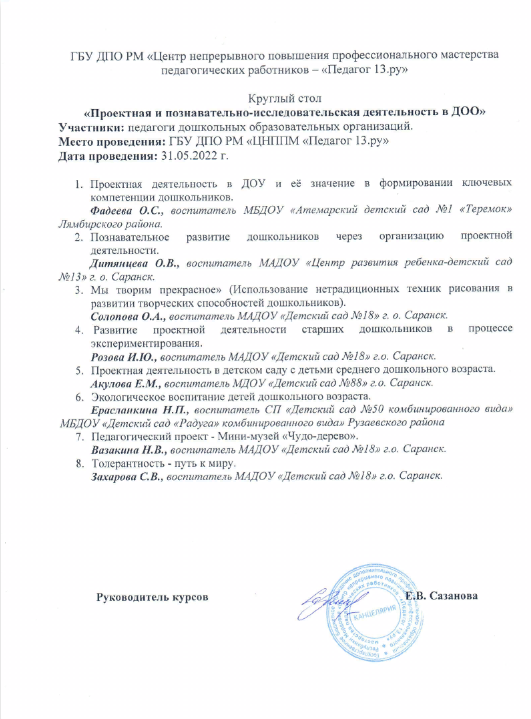 ГБУ ДПО РМ «Центр непрерывного повышения профессионального мастерства
педагогических работников – «Педагог 13.ру»
Круглый стол
«Проектная и познавательно-исследовательская деятельность в ДОО»
Участники: педагоги дошкольных образовательных организаций.
Место проведения: ГБУ ДПО РМ «ЦНППМ «Педагог 13.ру»
Дата проведения: 31.05.2022 г.
1. Проектная деятельность в ДОУ и её значение в формировании ключевых
компетенции дошкольников.
Фадеева О.С., воспитатель МБДОУ «Атемарский детский сад №1 «Теремок»
Лямбирского района.
2. Познавательное развитие дошкольников через организацию проектной
деятельности.
Дитянцева О.В., воспитатель МАДОУ «Центр развития ребенка-детский сад
№13» г. о. Саранск.
3. Мы творим прекрасное» (Использование нетрадиционных техник рисования в
развитии творческих способностей дошкольников).
Солопова О.А., воспитатель МАДОУ «Детский сад №18» г. о. Саранск.
4. Развитие проектной деятельности старших дошкольников в процессе
экспериментирования.
Розова И.Ю., воспитатель МАДОУ «Детский сад №18» г.о. Саранск.
5. Проектная деятельность в детском саду с детьми среднего дошкольного возраста.
Акулова Е.М., воспитатель МДОУ «Детский сад №88» г.о. Саранск.
6. Экологическое воспитание детей дошкольного возраста.
Ерасланкина Н.П., воспитатель СП «Детский сад №50 комбинированного вида»
МБДОУ «Детский сад «Радуга» комбинированного вида» Рузаевского района
7. Педагогический проект - Мини-музей «Чудо-дерево».
Вазакина Н.В., воспитатель МАДОУ «Детский сад №18» г.о. Саранск.
8. Толерантность - путь к миру.
Захарова С.В., воспитатель МАДОУ «Детский сад №18» г.о. Саранск.
Руководитель курсов Е.В. Сазанова
КАНЦЕЛЯРИЯ